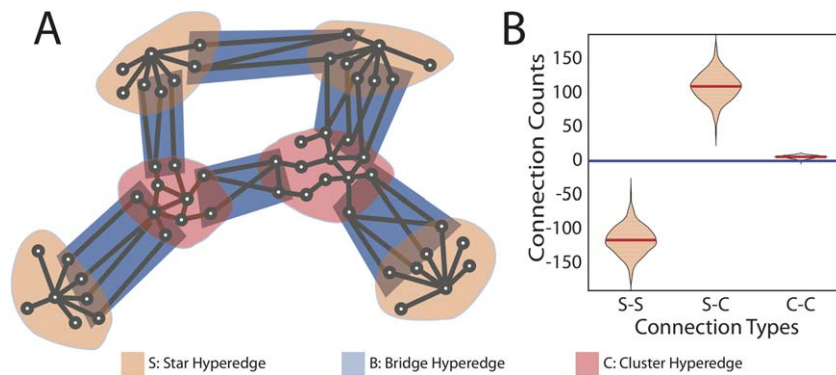 A
B
Connection Counts
150
100
50
0
-50
-100
-150
S-S S-C C-C
Connection Types
S: Star Hyperedge B: Bridge Hyperedge C: Cluster Hyperedge